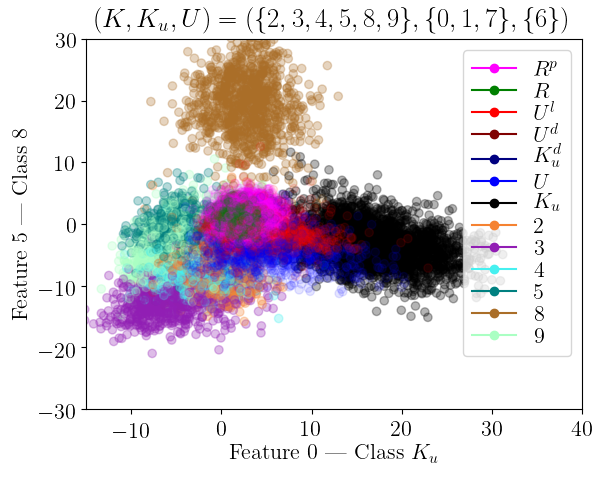 (K, K_u, U) = ({2, 3, 4, 5, 8, 9}, {0, 1, 7}, {6})
30
20
10
0
−10
−20
−30
Feature 5 — Class 8
R^p
R
U^l
U^d
K_u^d
U
K_u
2
3
4
5
8
9
−10
0
10
20
30
40
Feature 0 — Class K_u